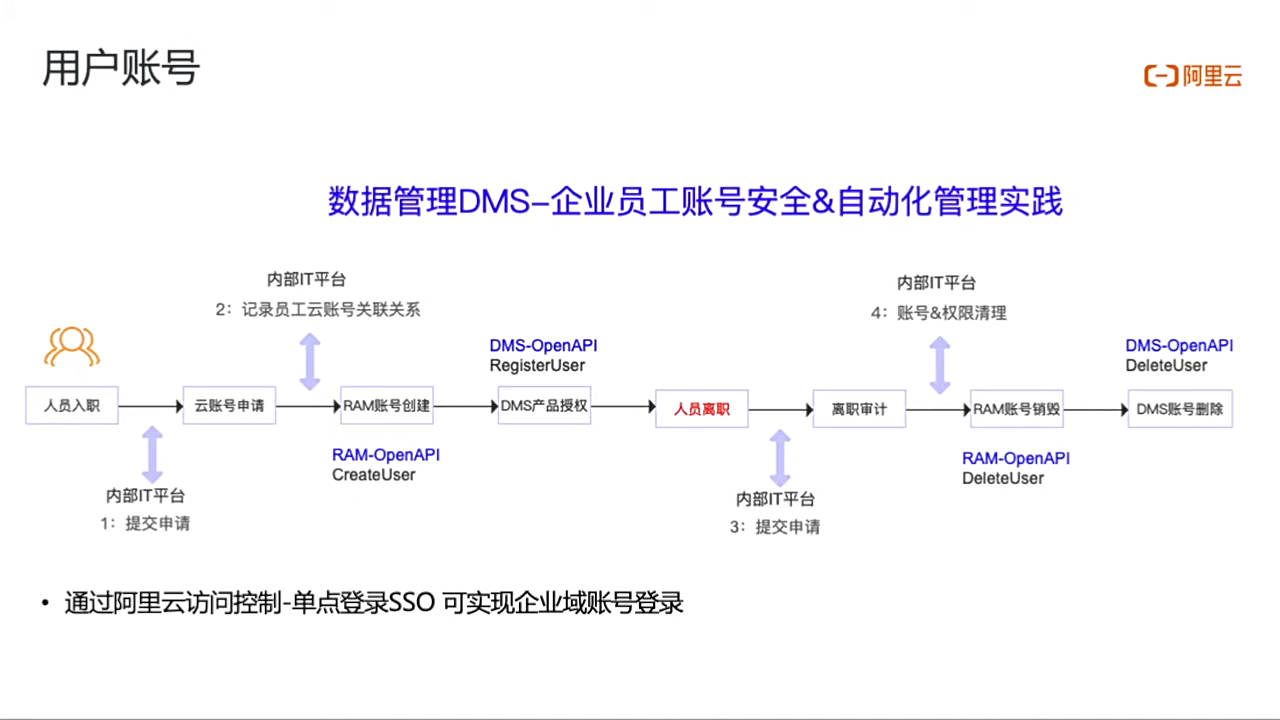 用户账号
阿里云
数据管理DMS-企业员工账号安全&自动化管理实践
内部IT平台
2：记录员工云账号关联关系
内部IT平台
4：账号&权限清理
DMS-OpenAPI
RegisterUser
DMS-OpenAPI
DeleteUser
人员入职
云账号申请
RAM账号创建
DMS产品授权
人员离职
离职审计
RAM账号销毁
DMS账号删除
RAM-OpenAPI
CreateUser
RAM-OpenAPI
DeleteUser
内部IT平台
1：提交申请
内部IT平台
3：提交申请
• 通过阿里云访问控制-单点登录SSO 可实现企业域账号登录